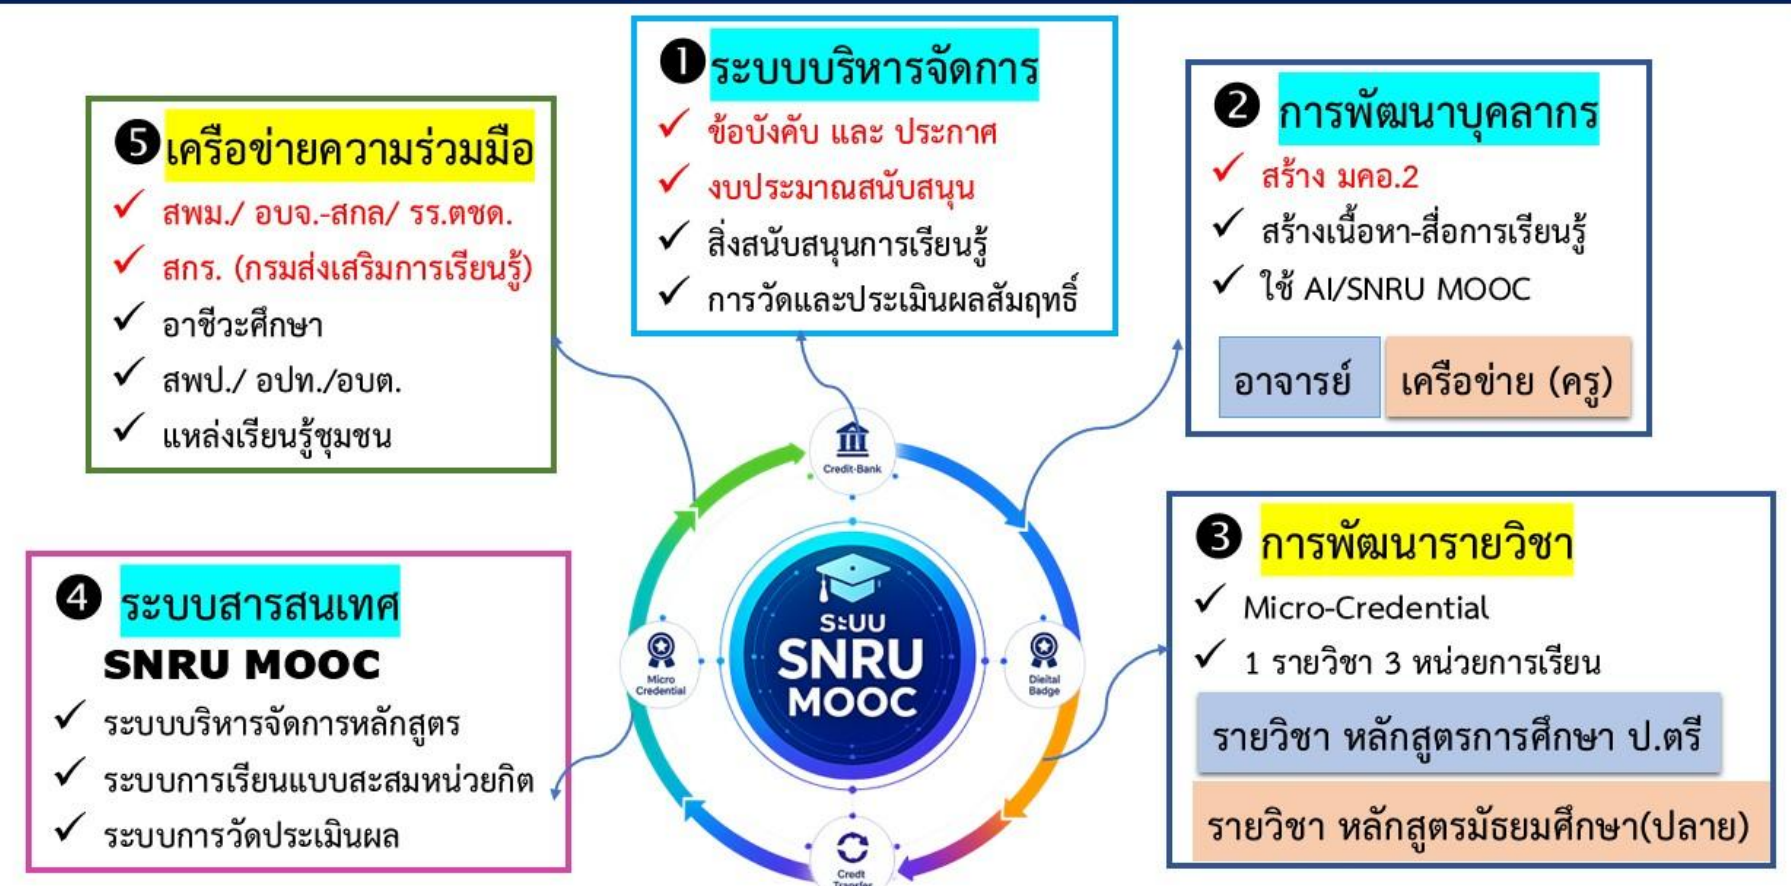 ❶ระบบบริหารจัดการ
✓ ข้อบังคับ และ ประกาศ
✓ งบประมาณสนับสนุน
✓ สิ่งสนับสนุนการเรียนรู้
✓ การวัดและประเมินผลสัมฤทธิ์
❷ การพัฒนาบุคลากร
✓ สร้าง มคอ.2
✓ สร้างเนื้อหา-สื่อการเรียนรู้
✓ ใช้ AI/SNRU MOOC
อาจารย์ เครือข่าย (ครู)
❸ การพัฒนารายวิชา
✓ Micro-Credential
✓ 1 รายวิชา 3 หน่วยการเรียน
รายวิชา หลักสูตรการศึกษา ป.ตรี
รายวิชา หลักสูตรมัธยมศึกษา(ปลาย)
❹ ระบบสารสนเทศ
SNRU MOOC
✓ ระบบบริหารจัดการหลักสูตร
✓ ระบบการเรียนแบบสะสมหน่วยกิต
✓ ระบบการวัดประเมินผล
❺เครือข่ายความร่วมมือ
✓ สพม./ อบจ.-สกล/ รร.ตชด.
✓ สกร. (กรมส่งเสริมการเรียนรู้)
✓ อาชีวะศึกษา
✓ สพป./ อปท./อบต.
✓ แหล่งเรียนรู้ชุมชน
Credit-Bank
ระบบ
SNRU
MOOC
Micro
Credential
Dieital
Badge
Credt
Transfer